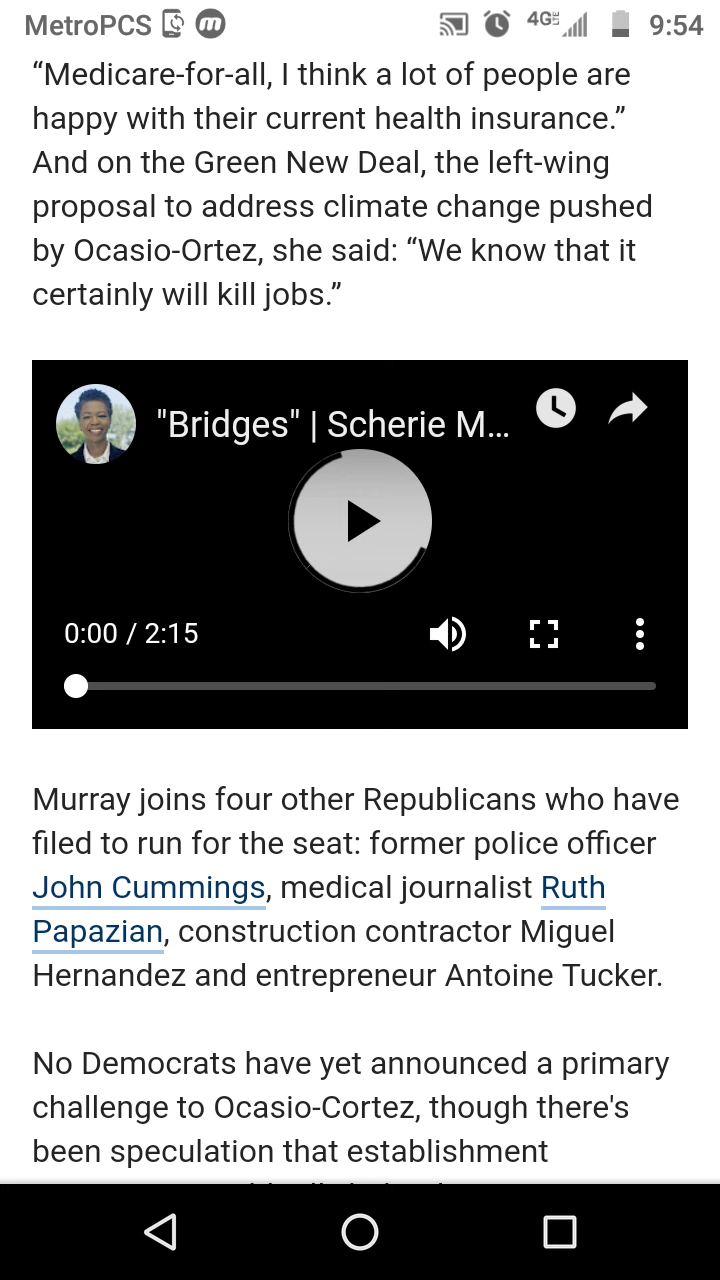 MetroPCS m 4G LTE 9:54
“Medicare-for-all, I think a lot of people are
happy with their current health insurance.”
And on the Green New Deal, the left-wing
proposal to address climate change pushed
by Ocasio-Ortez, she said: “We know that it
certainly will kill jobs.”
"Bridges" | Scherie M...
0:00 / 2:15
Murray joins four other Republicans who have
filed to run for the seat: former police officer
John Cummings, medical journalist Ruth
Papazian, construction contractor Miguel
Hernandez and entrepreneur Antoine Tucker.
No Democrats have yet announced a primary
challenge to Ocasio-Cortez, though there's
been speculation that establishment